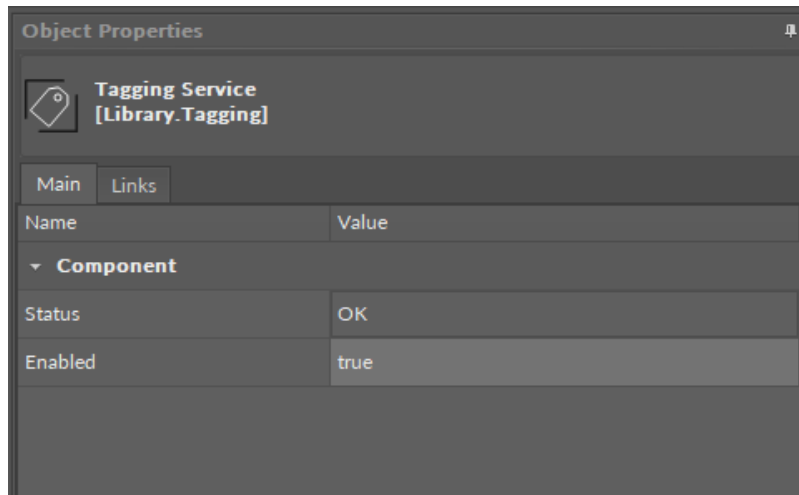 Object Properties
Tagging Service
[Library.Tagging]
Main Links
Name Value
Component
Status OK
Enabled true